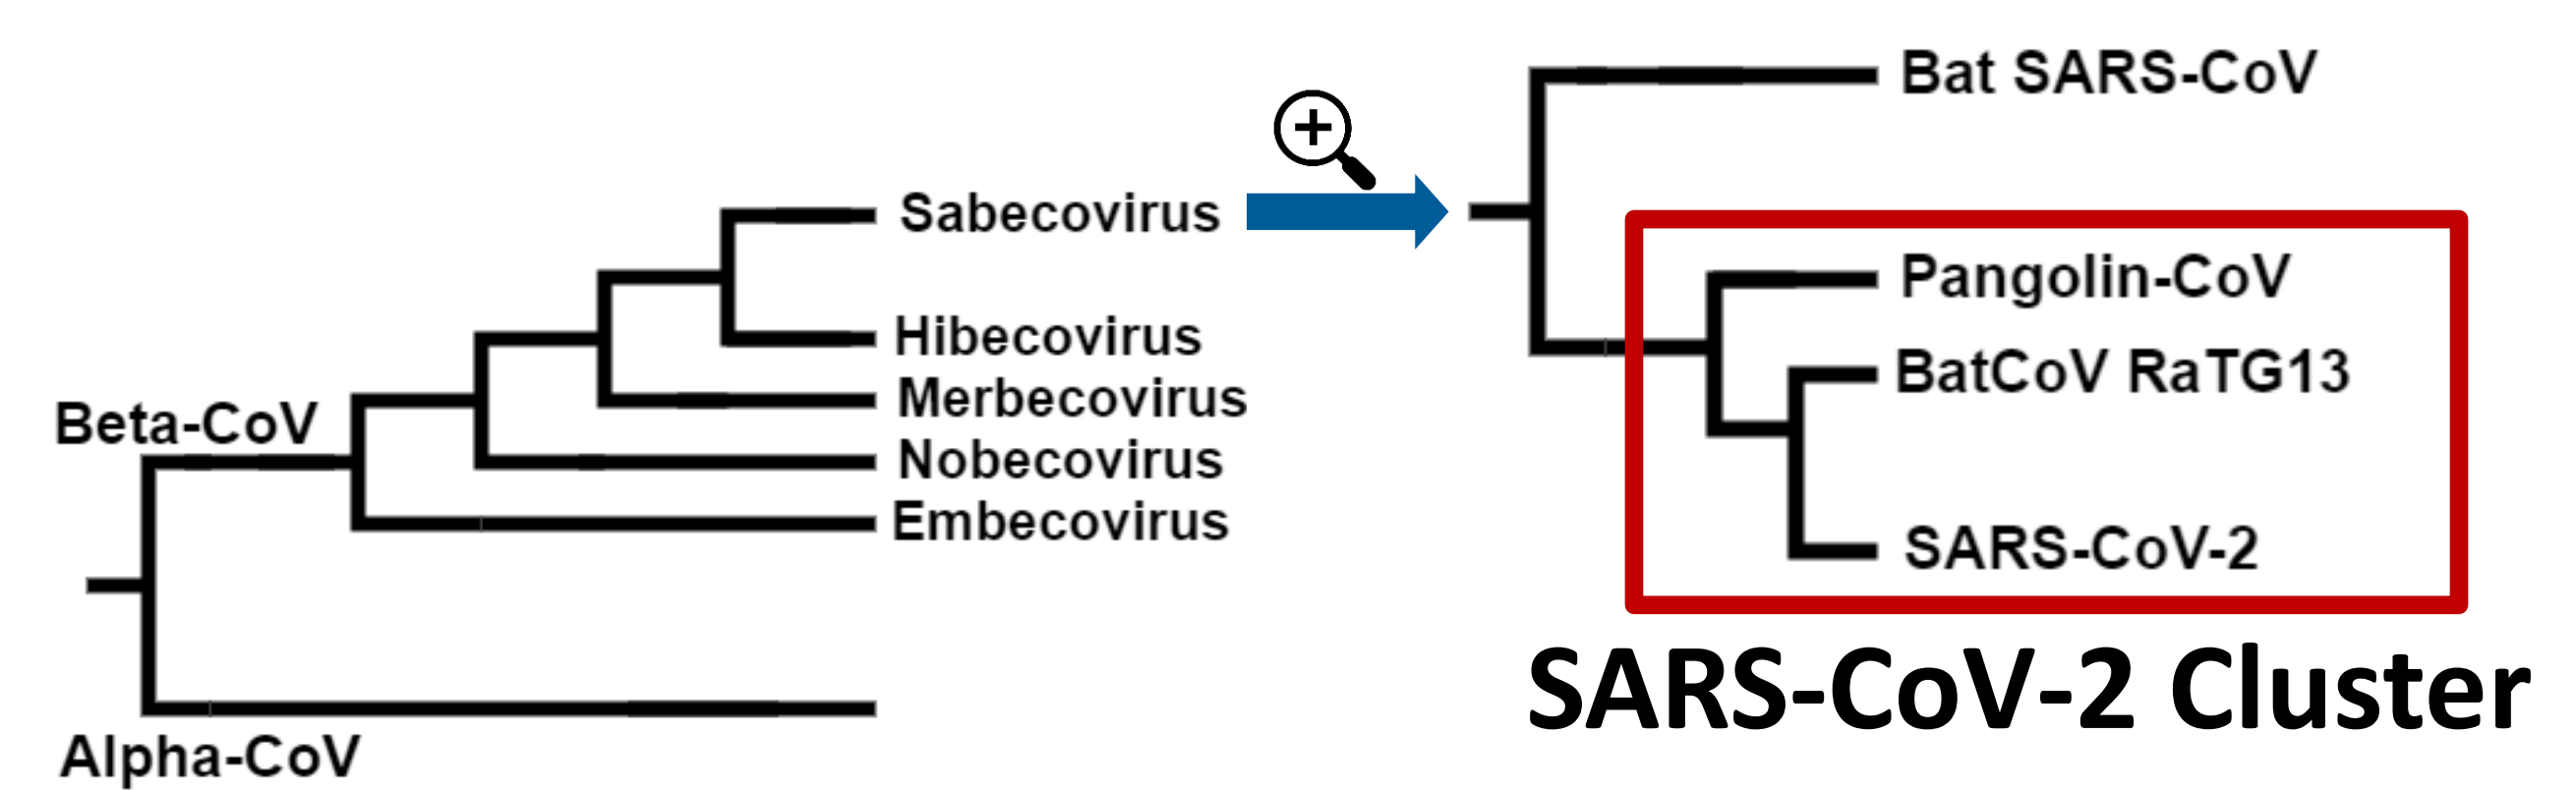 Beta-CoV
Alpha-CoV
Sabecovirus
Hibecovirus
Merbecovirus
Nobecovirus
Embecovirus
Bat SARS-CoV
Pangolin-CoV
BatCoV RaTG13
SARS-CoV-2
SARS-CoV-2 Cluster